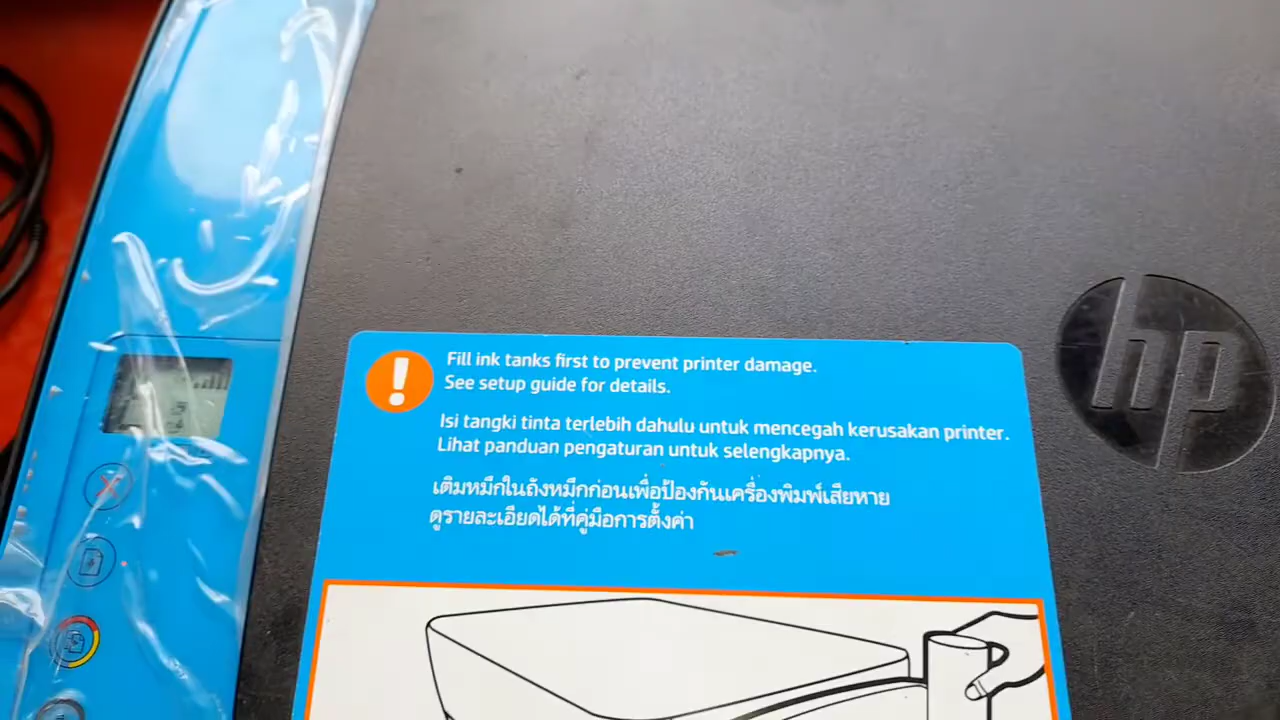 Fill ink tanks first to prevent printer damage.
See setup guide for details.
Isi tangki tinta terlebih dahulu untuk mencegah kerusakan printer.
Lihat panduan pengaturan untuk selengkapnya.
เติมหมึกในถังหมึกก่อนเพื่อป้องกันเครื่องพิมพ์เสียหาย
ดูรายละเอียดได้ที่คู่มือการตั้งค่า
hp